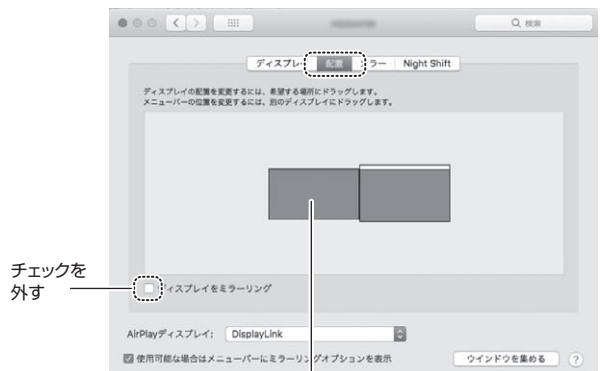 検索
ディスプレイ 配置 カラー Night Shift
ディスプレイの配置を変更するには、希望する場所にドラッグします。
メニューバーの位置を変更するには、別のディスプレイにドラッグします。
チェックを
外す
ディスプレイをミラーリング
AirPlayディスプレイ: DisplayLink
使用可能な場合はメニューバーにミラーリングオプションを表示 ウインドウを集める ?